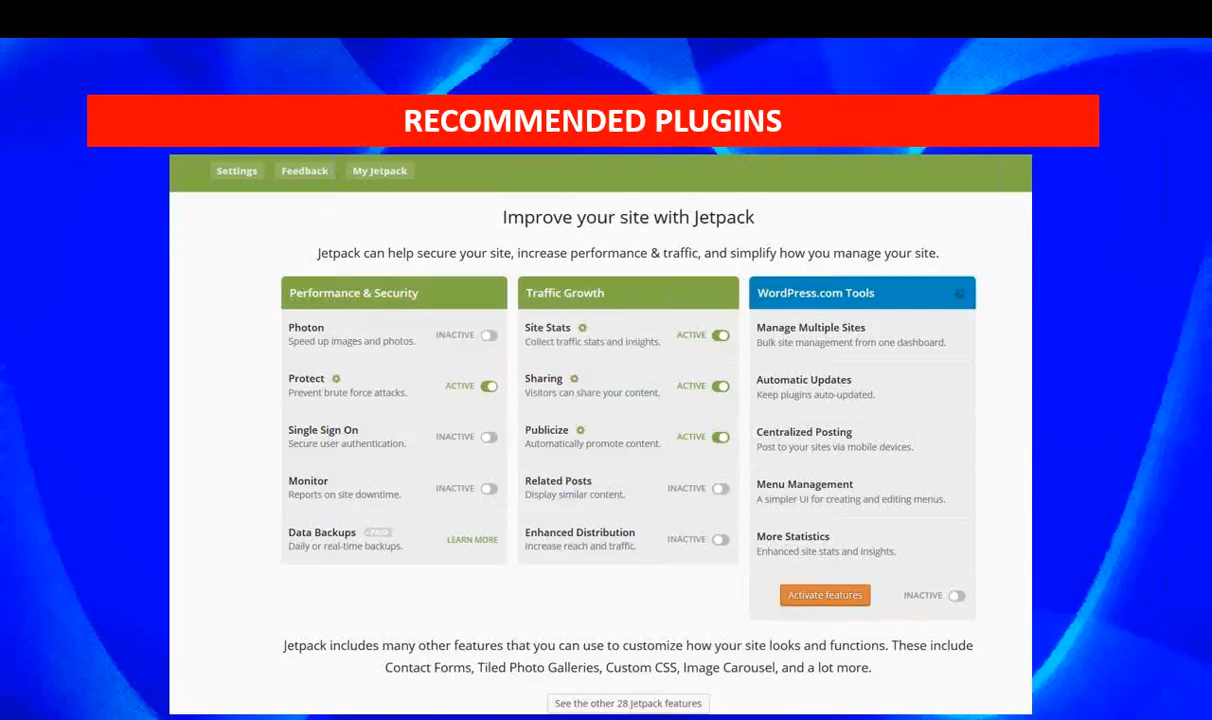 RECOMMENDED PLUGINS
Settings Feedback My Jetpack
Improve your site with Jetpack
Jetpack can help secure your site, increase performance & traffic, and simplify how you manage your site.
Performance & Security
Photon
Speed up images and photos.
INACTIVE
Protect
Prevent brute force attacks.
ACTIVE
Single Sign On
Secure user authentication.
INACTIVE
Monitor
Reports on site downtime.
INACTIVE
Data Backups PAID
Daily or real-time backups.
LEARN MORE
Traffic Growth
Site Stats
Collect traffic stats and insights.
ACTIVE
Sharing
Visitors can share your content.
ACTIVE
Publicize
Automatically promote content.
ACTIVE
Related Posts
Display similar content.
INACTIVE
Enhanced Distribution
Increase reach and traffic.
INACTIVE
WordPress.com Tools
Manage Multiple Sites
Bulk site management from one dashboard.
Automatic Updates
Keep plugins auto-updated.
Centralized Posting
Post to your sites via mobile devices.
Menu Management
A simpler UI for creating and editing menus.
More Statistics
Enhanced site stats and insights.
Activate features INACTIVE
Jetpack includes many other features that you can use to customize how your site looks and functions. These include
Contact Forms, Tiled Photo Galleries, Custom CSS, Image Carousel, and a lot more.
See the other 28 Jetpack features